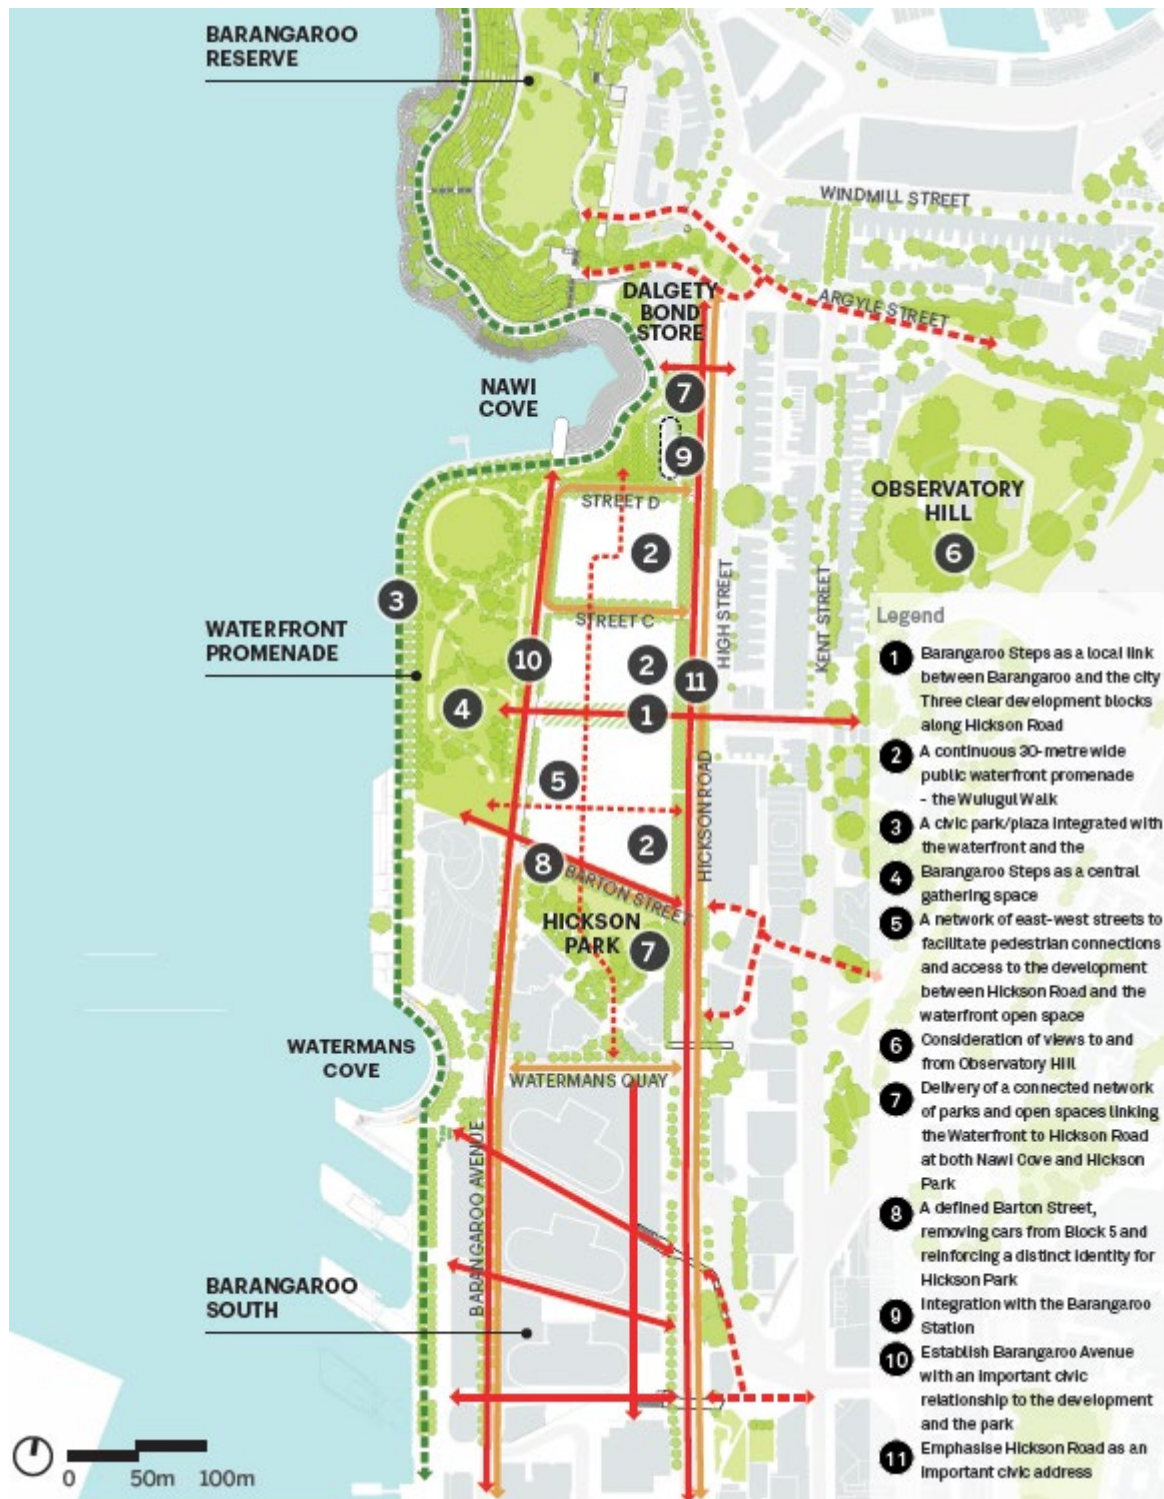 BARANGAROO
RESERVE
WINDMILL STREET
ARGYLE STREET
DALGETY
BOND
STORE
NAWI
COVE
7
9
OBSERVATORY
HILL
6
STREET D
2
3
STREET C
HIGH STREET
KENT STREET
WATERFRONT
PROMENADE
10
2
11
4
1
5
HICKSON ROAD
2
8
BARTON STREET
HICKSON
PARK
7
WATERMANS
COVE
WATERMANS QUAY
BARANGAROO AVENUE
BARANGAROO
SOUTH
0 50m 100m
Legend
1 Barangaroo Steps as a local link
between Barangaroo and the city
Three clear development blocks
along Hickson Road
2 A continuous 30-metre wide
public waterfront promenade
- the Wulugul Walk
3 A civic park/plaza integrated with
the waterfront and the
4 Barangaroo Steps as a central
gathering space
5 A network of east-west streets to
facilitate pedestrian connections
and access to the development
between Hickson Road and the
waterfront open space
6 Consideration of views to and
from Observatory Hill
7 Delivery of a connected network
of parks and open spaces linking
the Waterfront to Hickson Road
at both Nawi Cove and Hickson
Park
8 A defined Barton Street,
removing cars from Block 5 and
reinforcing a distinct identity for
Hickson Park
9 Integration with the Barangaroo
Station
10 Establish Barangaroo Avenue
with an important civic
relationship to the development
and the park
11 Emphasise Hickson Road as an
important civic address